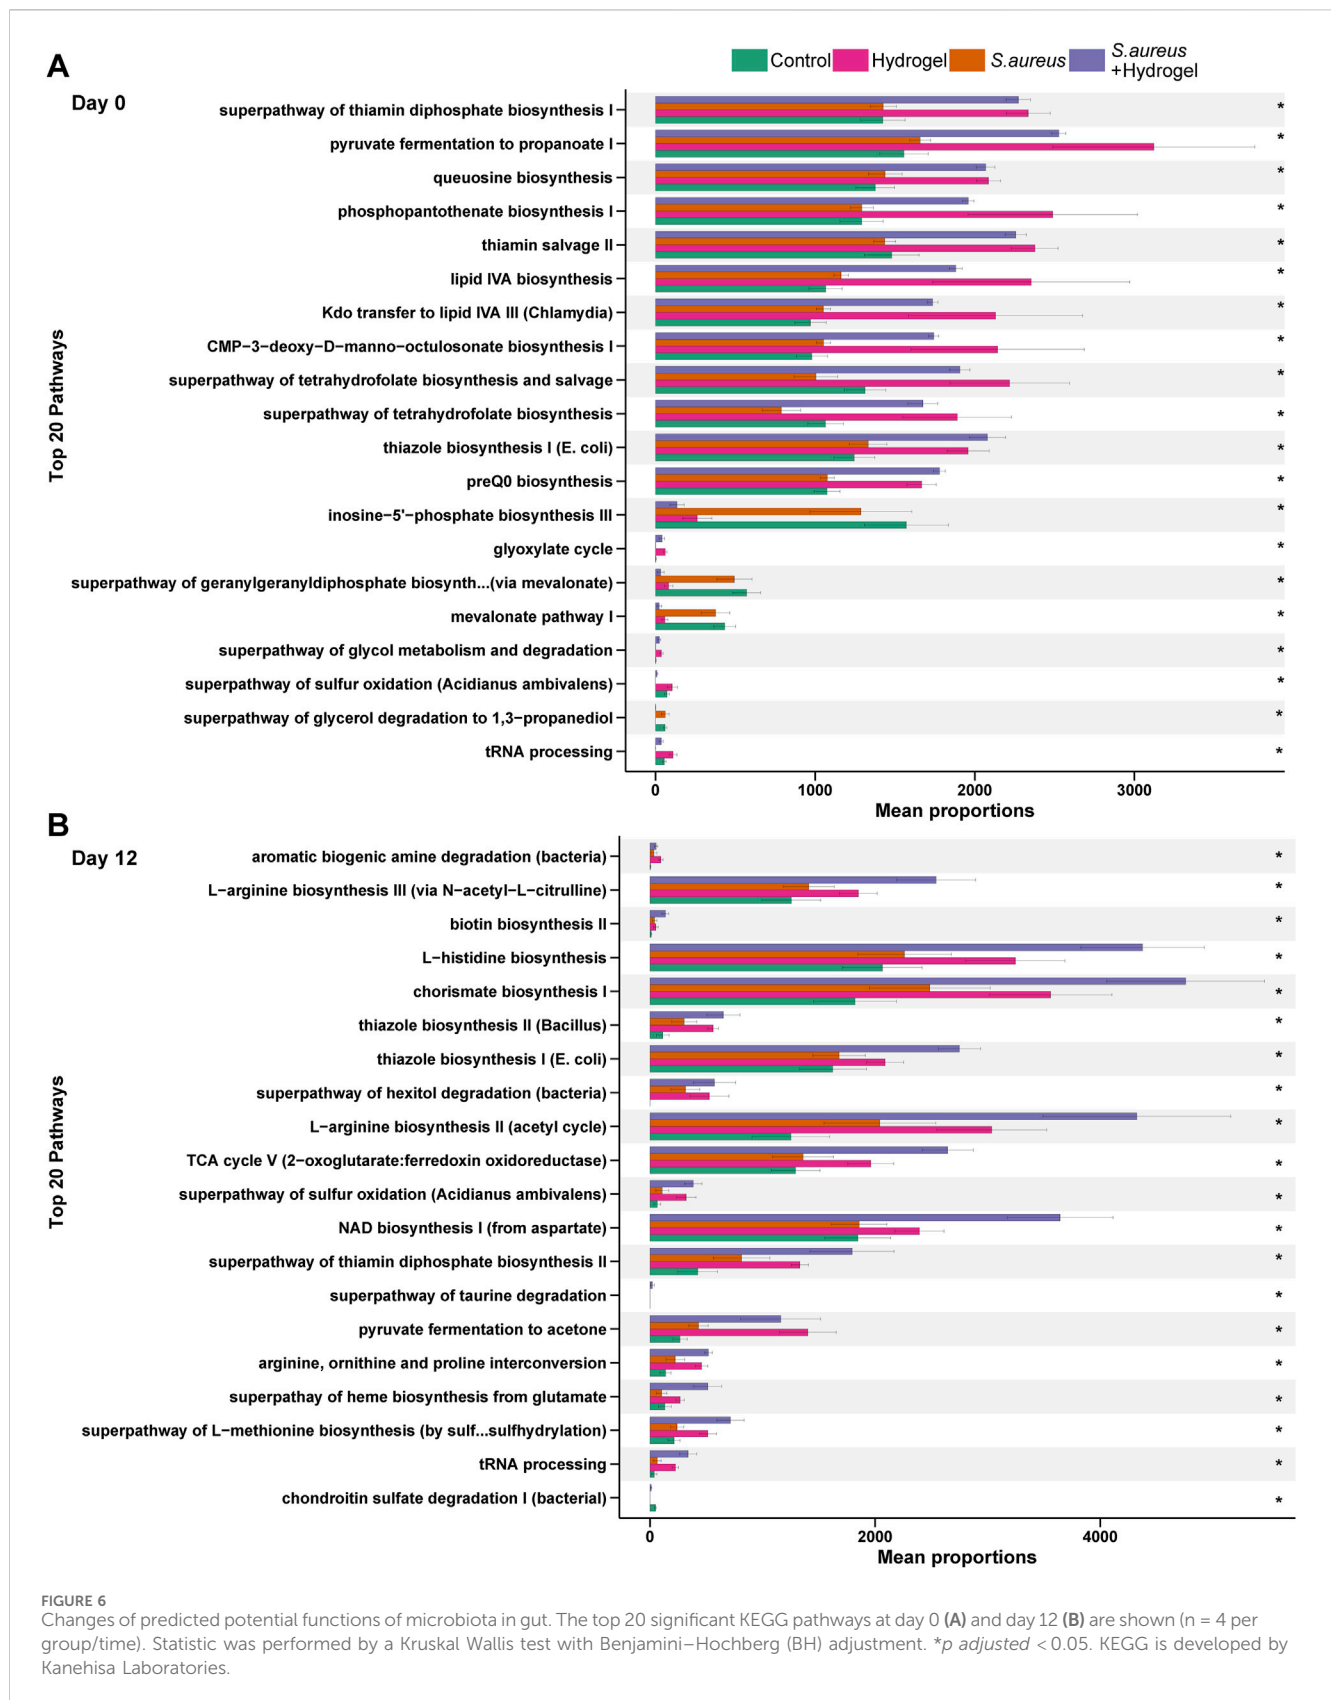 A
Day 0
Control
Hydrogel
S.aureus
S.aureus
+Hydrogel
Top 20 Pathways
superpathway of thiamin diphosphate biosynthesis I
*
pyruvate fermentation to propanoate I
*
queuosine biosynthesis
*
phosphopantothenate biosynthesis I
*
thiamin salvage II
*
lipid IVA biosynthesis
*
Kdo transfer to lipid IVA III (Chlamydia)
*
CMP−3−deoxy−D−manno−octulosonate biosynthesis I
*
superpathway of tetrahydrofolate biosynthesis and salvage
*
superpathway of tetrahydrofolate biosynthesis
*
thiazole biosynthesis I (E. coli)
*
preQ0 biosynthesis
*
inosine−5'−phosphate biosynthesis III
*
glyoxylate cycle
*
superpathway of geranylgeranyldiphosphate biosynth...(via mevalonate)
*
mevalonate pathway I
*
superpathway of glycol metabolism and degradation
*
superpathway of sulfur oxidation (Acidianus ambivalens)
*
superpathway of glycerol degradation to 1,3−propanediol
*
tRNA processing
*
0 1000 2000 3000
Mean proportions
B
Day 12
Top 20 Pathways
aromatic biogenic amine degradation (bacteria)
*
L−arginine biosynthesis III (via N−acetyl−L−citrulline)
*
biotin biosynthesis II
*
L−histidine biosynthesis
*
chorismate biosynthesis I
*
thiazole biosynthesis II (Bacillus)
*
thiazole biosynthesis I (E. coli)
*
superpathway of hexitol degradation (bacteria)
*
L−arginine biosynthesis II (acetyl cycle)
*
TCA cycle V (2−oxoglutarate:ferredoxin oxidoreductase)
*
superpathway of sulfur oxidation (Acidianus ambivalens)
*
NAD biosynthesis I (from aspartate)
*
superpathway of thiamin diphosphate biosynthesis II
*
superpathway of taurine degradation
*
pyruvate fermentation to acetone
*
arginine, ornithine and proline interconversion
*
superpathay of heme biosynthesis from glutamate
*
superpathway of L−methionine biosynthesis (by sulf...sulfhydrylation)
*
tRNA processing
*
chondroitin sulfate degradation I (bacterial)
*
0 2000 4000
Mean proportions
FIGURE 6
Changes of predicted potential functions of microbiota in gut. The top 20 significant KEGG pathways at day 0 (A) and day 12 (B) are shown (n = 4 per
group/time). Statistic was performed by a Kruskal Wallis test with Benjamini–Hochberg (BH) adjustment. *p adjusted < 0.05. KEGG is developed by
Kanehisa Laboratories.